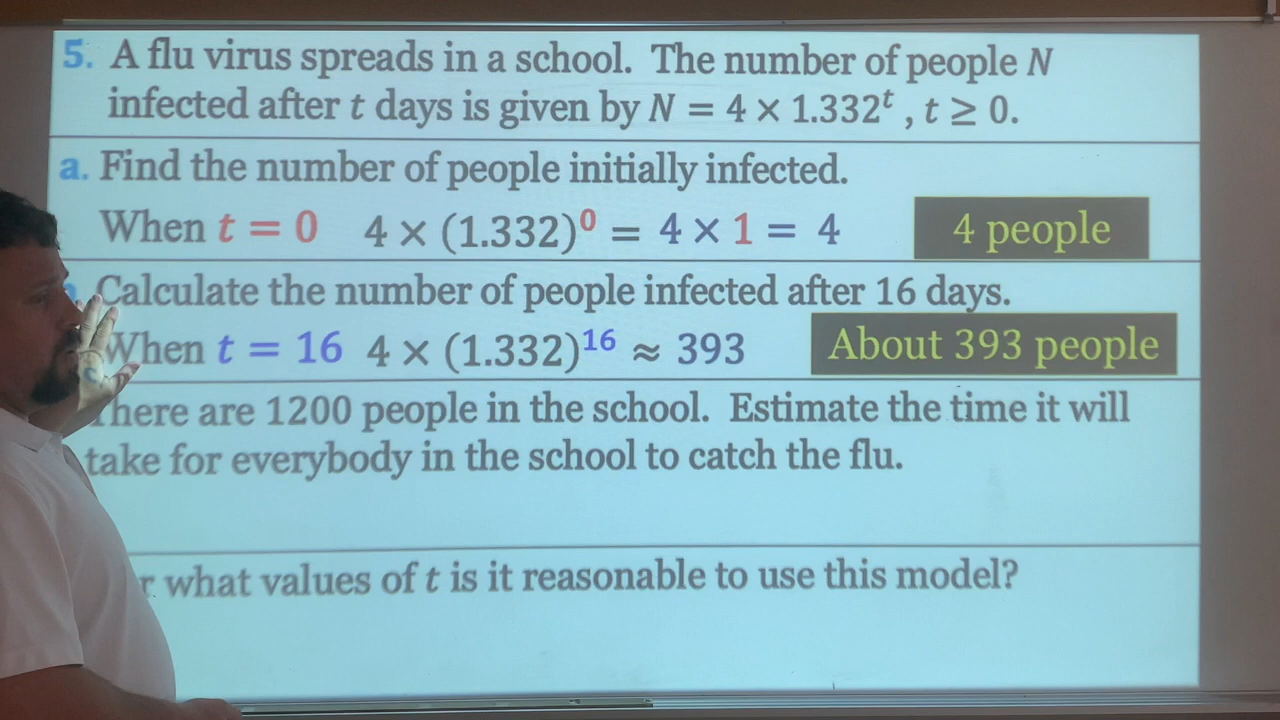 5. A flu virus spreads in a school. The number of people N
infected after t days is given by N = 4 × 1.332ᵗ , t ≥ 0.
a. Find the number of people initially infected.
When t = 0 4 × (1.332)⁰ = 4 × 1 = 4 4 people
Calculate the number of people infected after 16 days.
When t = 16 4 × (1.332)¹⁶ ≈ 393 About 393 people
c.
here are 1200 people in the school. Estimate the time it will
take for everybody in the school to catch the flu.
r what values of t is it reasonable to use this model?